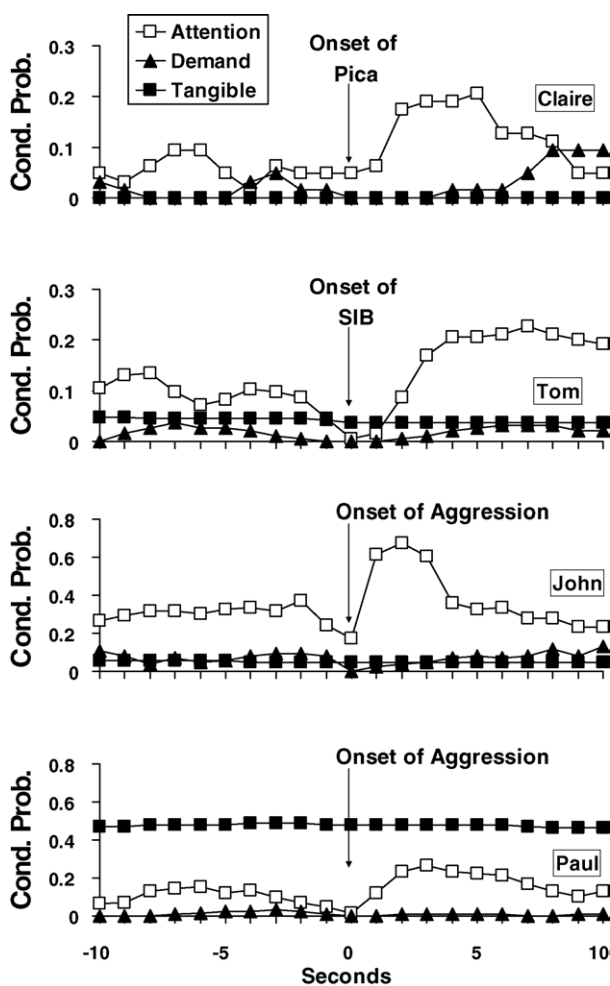 Attention
Demand
Tangible
Onset of
Pica
Claire
Cond. Prob.
0.3
0.2
0.1
0
Onset of
SIB
Tom
Cond. Prob.
0.3
0.2
0.1
0
Onset of Aggression
John
Cond. Prob.
0.8
0.6
0.4
0.2
0
Onset of Aggression
Paul
Cond. Prob.
0.8
0.6
0.4
0.2
0
-10 -5 0 5 10
Seconds